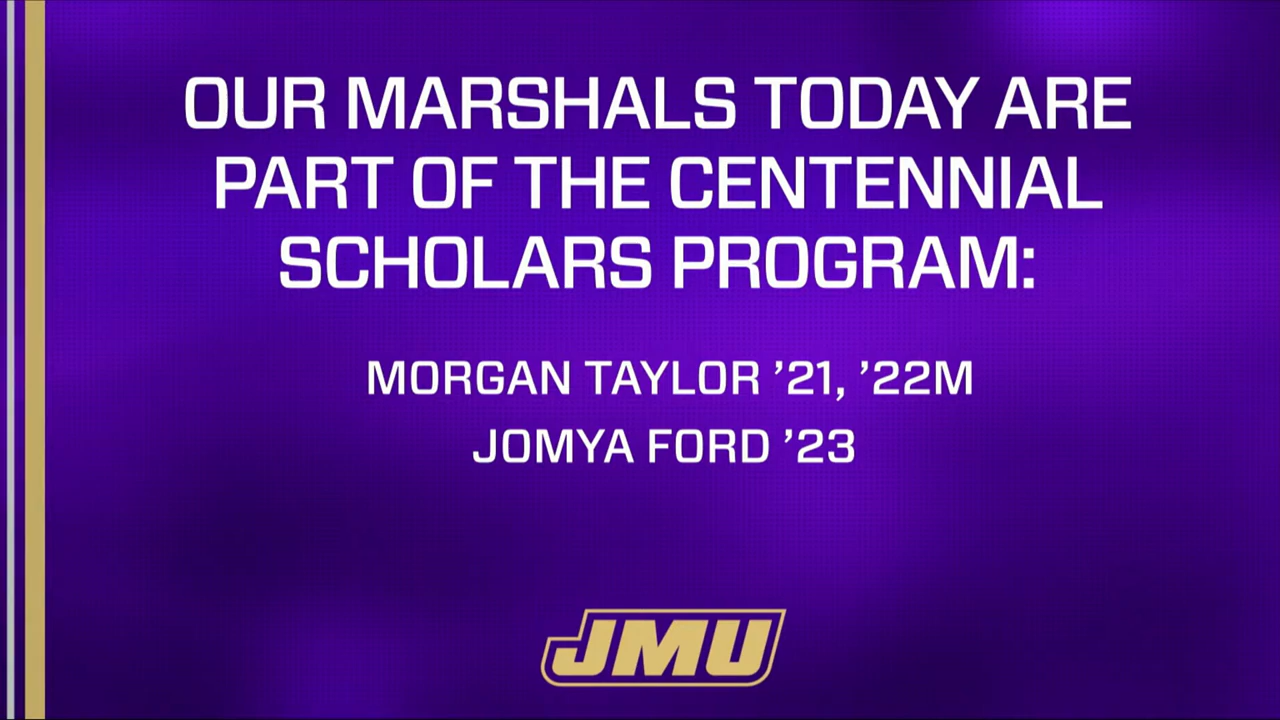 OUR MARSHALS TODAY ARE
PART OF THE CENTENNIAL
SCHOLARS PROGRAM:
MORGAN TAYLOR ’21, ’22M
JOMYA FORD ’23
JMU